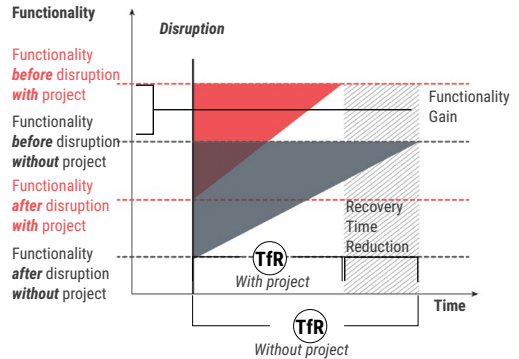 Functionality
Disruption
Functionality
before disruption
with project
Functionality
before disruption
without project
Functionality
after disruption
with project
Functionality
after disruption
without project
Functionality
Gain
Recovery
Time
Reduction
TfR
With project
Time
TfR
Without project